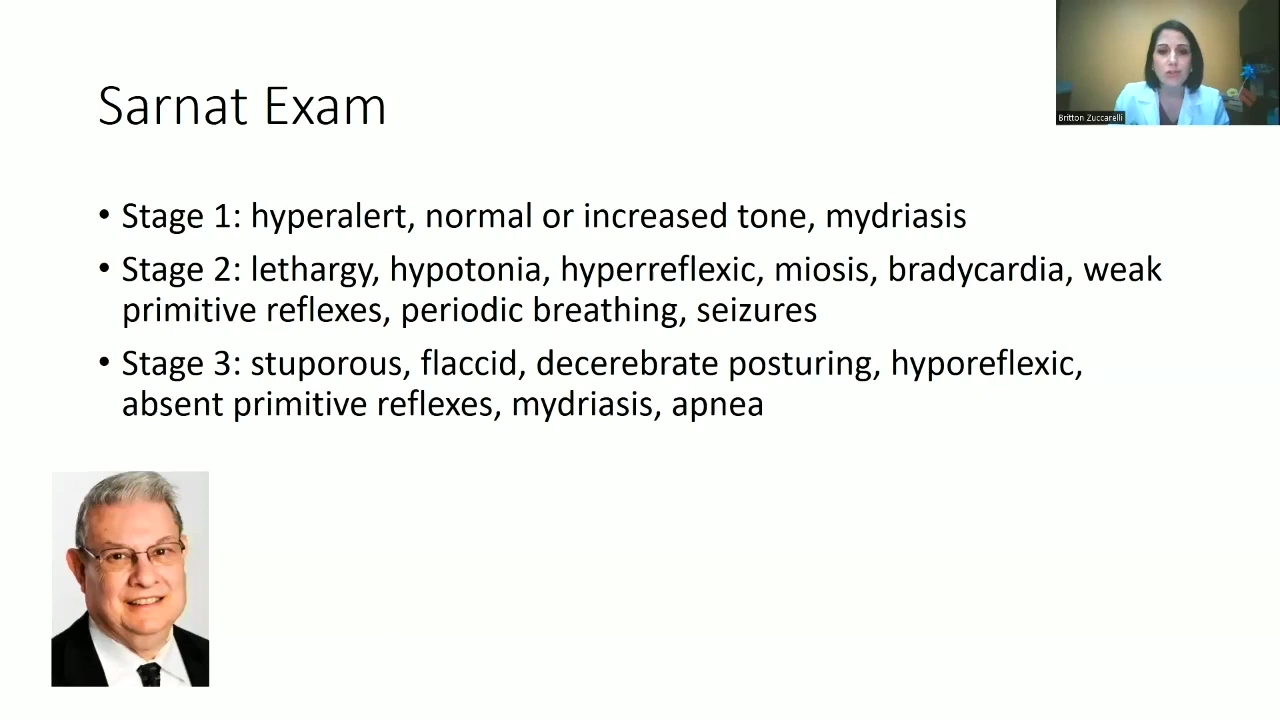 Sarnat Exam
Britton Zuccarelli
• Stage 1: hyperalert, normal or increased tone, mydriasis
• Stage 2: lethargy, hypotonia, hyperreflexic, miosis, bradycardia, weak
primitive reflexes, periodic breathing, seizures
• Stage 3: stuporous, flaccid, decerebrate posturing, hyporeflexic,
absent primitive reflexes, mydriasis, apnea